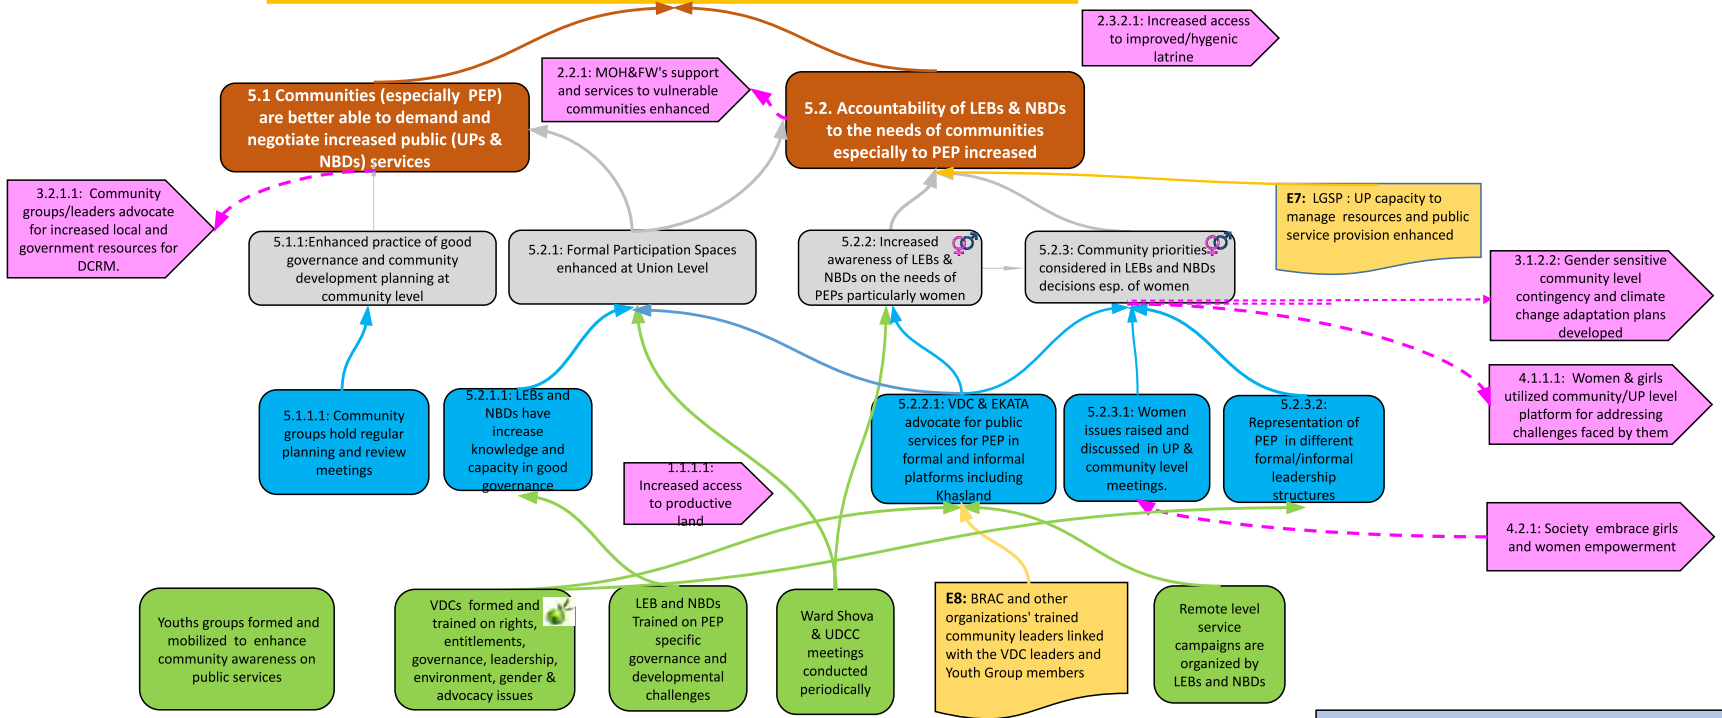 2.3.2.1: Increased access
to improved/hygenic
latrine
2.2.1: MOH&FW's support
and services to vulnerable
communities enhanced
5.1 Communities (especially PEP)
are better able to demand and
negotiate increased public (UPs &
NBDs) services
5.2. Accountability of LEBs & NBDs
to the needs of communities
especially to PEP increased
3.2.1.1: Community
groups/leaders advocate
for increased local and
government resources for
DCRM.
E7: LGSP : UP capacity to
manage resources and public
service provision enhanced
5.1.1:Enhanced practice of good
governance and community
development planning at
community level
5.2.1: Formal Participation Spaces
enhanced at Union Level
5.2.2: Increased
awareness of LEBs &
NBDs on the needs of
PEPs particularly women
5.2.3: Community priorities
considered in LEBs and NBDs
decisions esp. of women
3.1.2.2: Gender sensitive
community level
contingency and climate
change adaptation plans
developed
4.1.1.1: Women & girls
utilized community/UP level
platform for addressing
challenges faced by them
5.1.1.1: Community
groups hold regular
planning and review
meetings
5.2.1.1: LEBs and
NBDs have
increase
knowledge and
capacity in good
governance
1.1.1.1:
Increased access
to productive
land
5.2.2.1: VDC & EKATA
advocate for public
services for PEP in
formal and informal
platforms including
Khasland
5.2.3.1: Women
issues raised and
discussed in UP &
community level
meetings.
5.2.3.2:
Representation of
PEP in different
formal/informal
leadership
structures
4.2.1: Society embrace girls
and women empowerment
Youths groups formed and
mobilized to enhance
community awareness on
public services
VDCs formed and
trained on rights,
entitlements,
governance, leadership,
environment, gender &
advocacy issues
LEB and NBDs
Trained on PEP
specific
governance and
developmental
challenges
Ward Shova
& UDCC
meetings
conducted
periodically
E8: BRAC and other
organizations' trained
community leaders linked
with the VDC leaders and
Youth Group members
Remote level
service
campaigns are
organized by
LEBs and NBDs